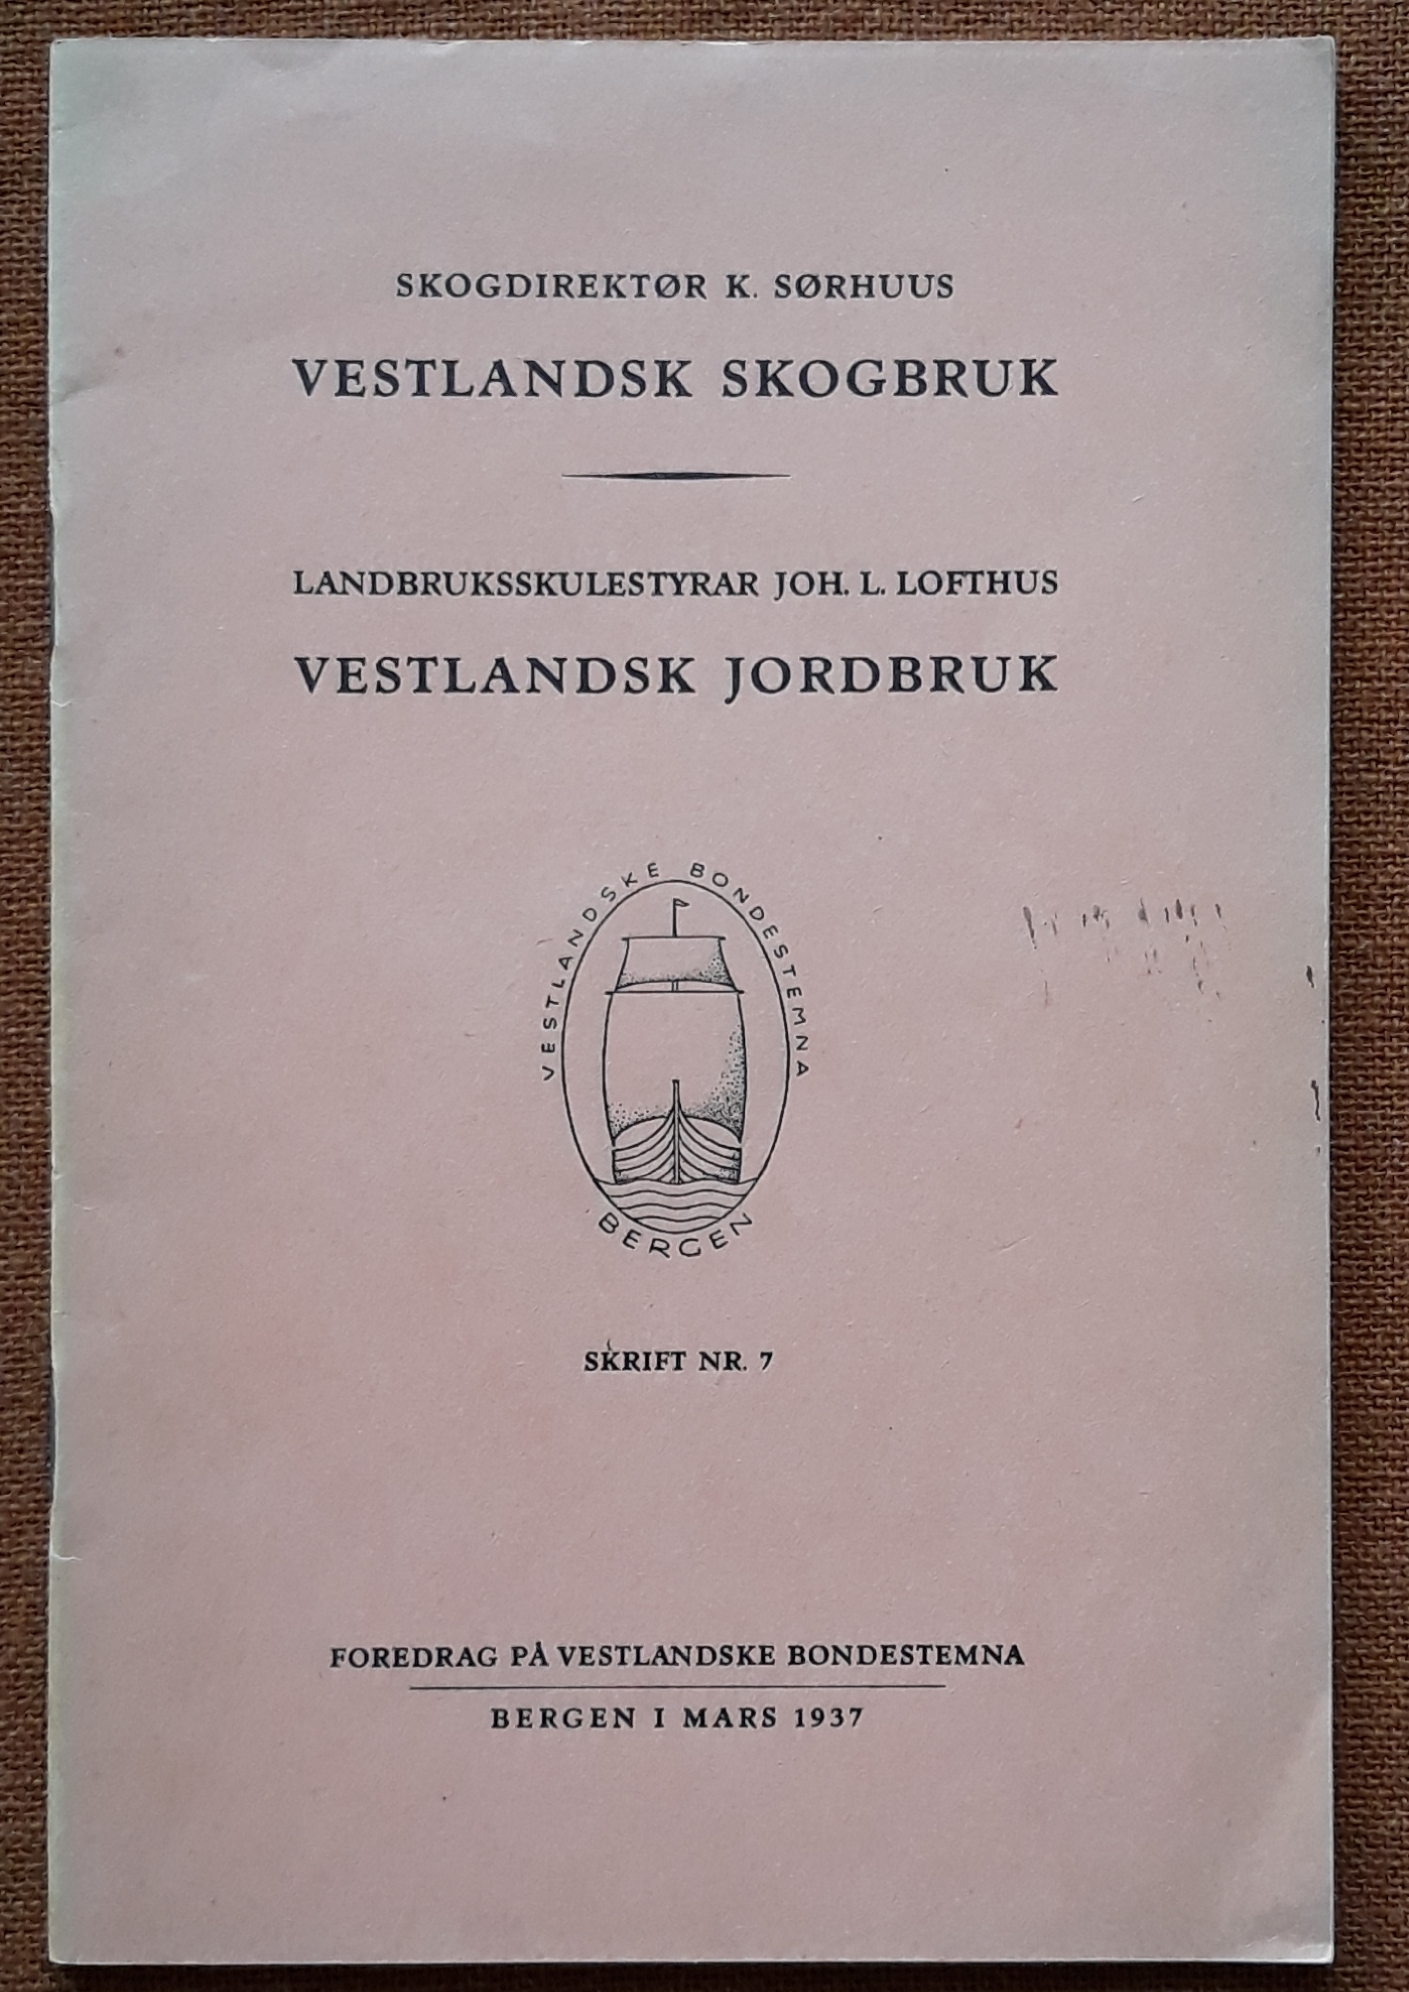 SKOGDIREKTØR K. SØRHUUS
VESTLANDSK SKOGBRUK
LANDBRUKSSKULESTYRAR JOH. L. LOFTHUS
VESTLANDSK JORDBRUK
VESTLANDSKE BONDESTEMNA
BERGEN
SKRIFT NR. 7
FOREDRAG PÅ VESTLANDSKE BONDESTEMNA
BERGEN I MARS 1937